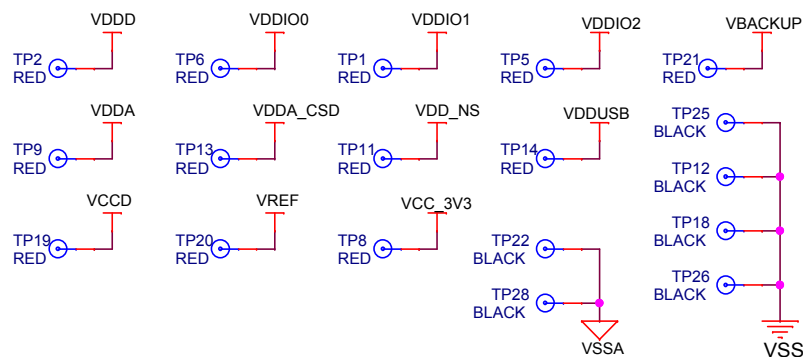 VDDD
VDDIO0
VDDIO1
VDDIO2
VBACKUP
TP2
RED
TP6
RED
TP1
RED
TP5
RED
TP21
RED
VDDA
VDDA_CSD
VDD_NS
VDDUSB
TP25
BLACK
TP9
RED
TP13
RED
TP11
RED
TP14
RED
TP12
BLACK
VCCD
VREF
VCC_3V3
TP19
RED
TP20
RED
TP8
RED
TP22
BLACK
TP18
BLACK
TP28
BLACK
TP26
BLACK
VSSA
VSS